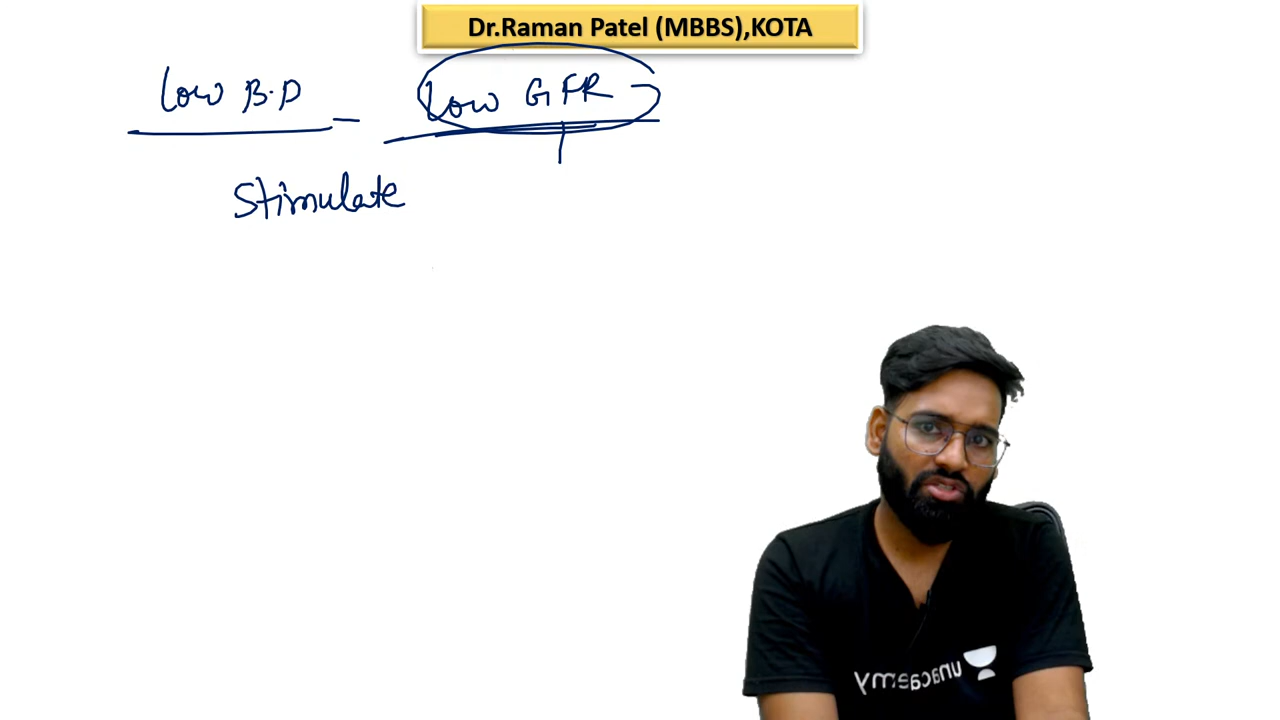 Dr.Raman Patel (MBBS),KOTA
Low B.P - Low GFR
Stimulate
unacademy